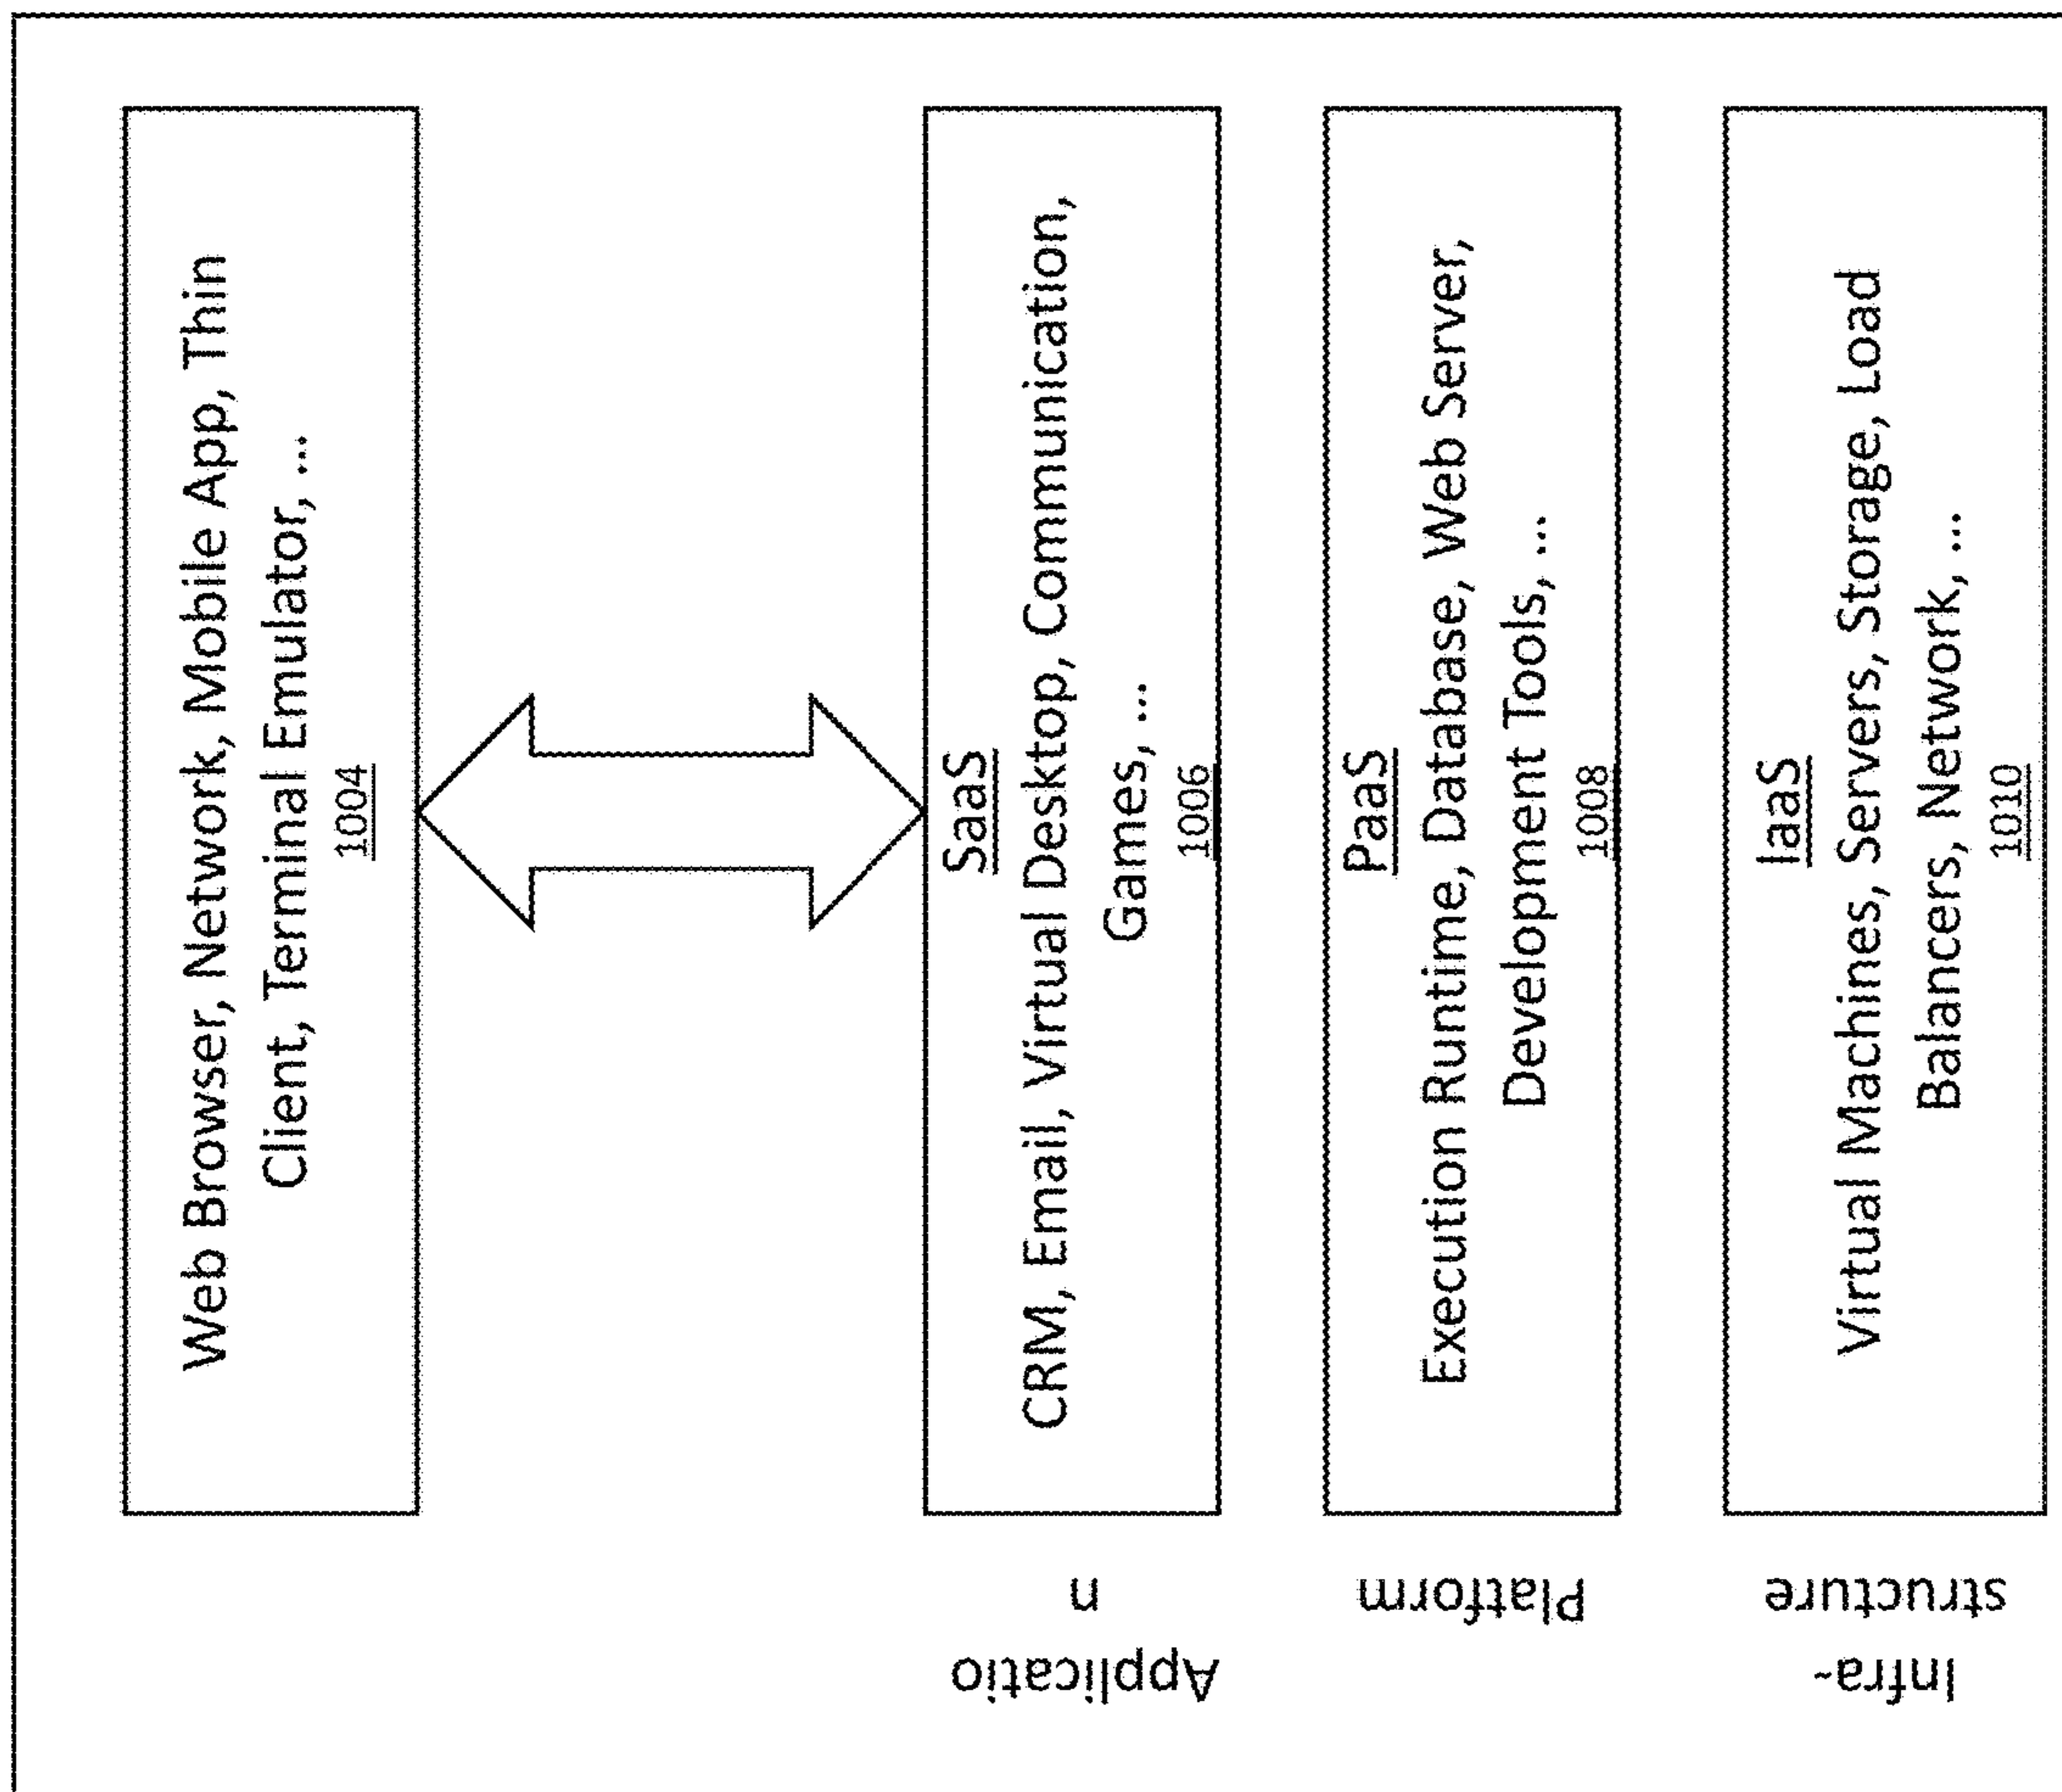 Web Browser, Network, Mobile App, Thin
Client, Terminal Emulator, ...
1004
Applicatio
n
SaaS
CRM, Email, Virtual Desktop, Communication,
Games, ...
1006
Platform
PaaS
Execution Runtime, Database, Web Server,
Development Tools, ...
1008
Infra-
structure
IaaS
Virtual Machines, Servers, Storage, Load
Balancers, Network, ...
1010